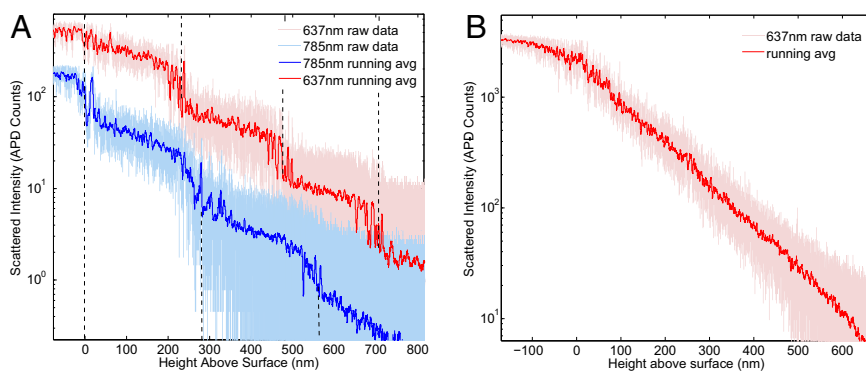 A
637nm raw data
785nm raw data
785nm running avg
637nm running avg
Scattered Intensity (APD Counts)
10²
10¹
10⁰
0 100 200 300 400 500 600 700 800
Height Above Surface (nm)
B
637nm raw data
running avg
Scattered Intensity (APD Counts)
10³
10²
10¹
−100 0 100 200 300 400 500 600
Height above surface (nm)